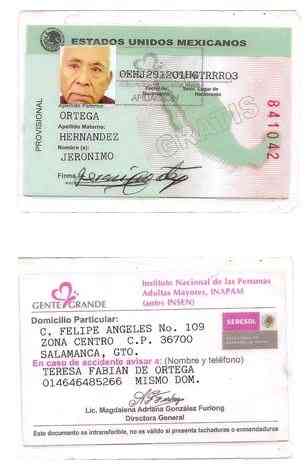 ESTADOS UNIDOS MEXICANOS
OEHJ291201HGTRRR03
AFILIACION
PROVISIONAL
Apellido Paterno:
ORTEGA
Apellido Materno:
HERNANDEZ
Nombre (s):
JERONIMO
Firma
GRATIS
841042
GENTE GRANDE
Instituto Nacional de las Personas
Adultas Mayores, INAPAM
(antes INSEN)
Domicilio Particular:
C. FELIPE ANGELES No. 109
ZONA CENTRO C.P. 36700
SALAMANCA, GTO.
SEDESOL
En caso de accidente avisar a: (Nombre y teléfono)
TERESA FABIAN DE ORTEGA
014646485266 MISMO DOM.
Lic. Magdalena Adriana González Furlong
Directora General
Este documento es intransferible, no es válido si presenta tachaduras o enmendaduras